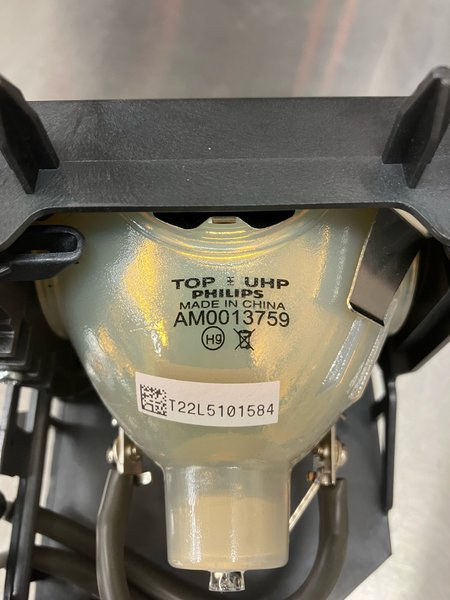 TOP UHP
PHILIPS
MADE IN CHINA
AM0013759
H9
T22L5101584